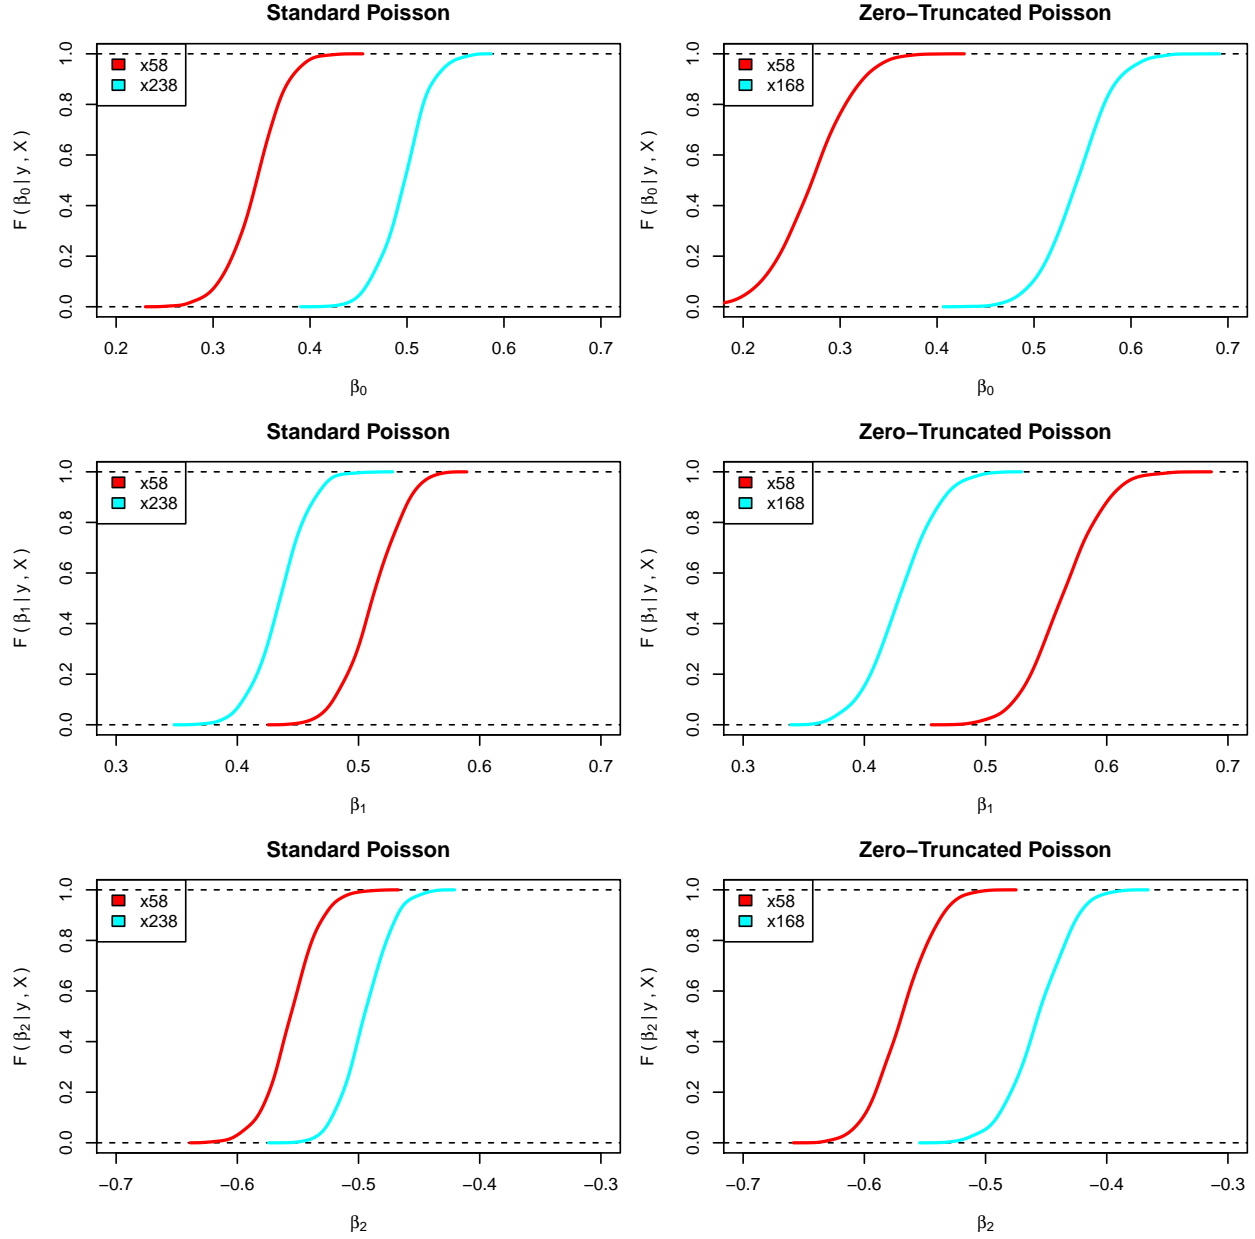 Standard Poisson
F ( β0 | y , X )
1.0
0.8
0.6
0.4
0.2
0.0
x58
x238
0.2 0.3 0.4 0.5 0.6 0.7
β0
Zero−Truncated Poisson
F ( β0 | y , X )
1.0
0.8
0.6
0.4
0.2
0.0
x58
x168
0.2 0.3 0.4 0.5 0.6 0.7
β0
Standard Poisson
F ( β1 | y , X )
1.0
0.8
0.6
0.4
0.2
0.0
x58
x238
0.3 0.4 0.5 0.6 0.7
β1
Zero−Truncated Poisson
F ( β1 | y , X )
1.0
0.8
0.6
0.4
0.2
0.0
x58
x168
0.3 0.4 0.5 0.6 0.7
β1
Standard Poisson
F ( β2 | y , X )
1.0
0.8
0.6
0.4
0.2
0.0
x58
x238
−0.7 −0.6 −0.5 −0.4 −0.3
β2
Zero−Truncated Poisson
F ( β2 | y , X )
1.0
0.8
0.6
0.4
0.2
0.0
x58
x168
−0.7 −0.6 −0.5 −0.4 −0.3
β2